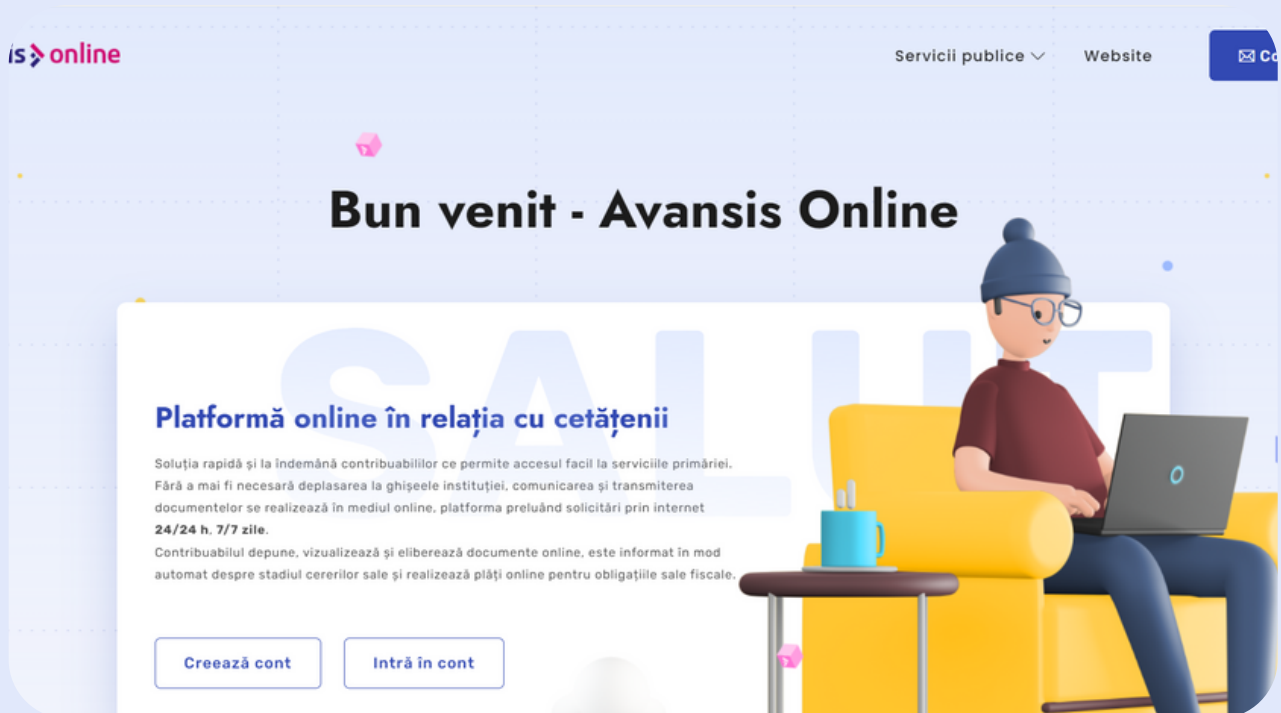 is online
Servicii publice
Website
Bun venit - Avansis Online
SALUT
Platformă online în relația cu cetățenii
Soluția rapidă și la îndemână contribuabililor ce permite accesul facil la serviciile primăriei.
Fără a mai fi necesară deplasarea la ghișeele instituției, comunicarea și transmiterea
documentelor se realizează în mediul online, platforma preluând solicitări prin internet
24/24 h, 7/7 zile.
Contribuabilul depune, vizualizează și eliberează documente online, este informat în mod
automat despre stadiul cererilor sale și realizează plăți online pentru obligațiile sale fiscale.
Creează cont
Intră în cont